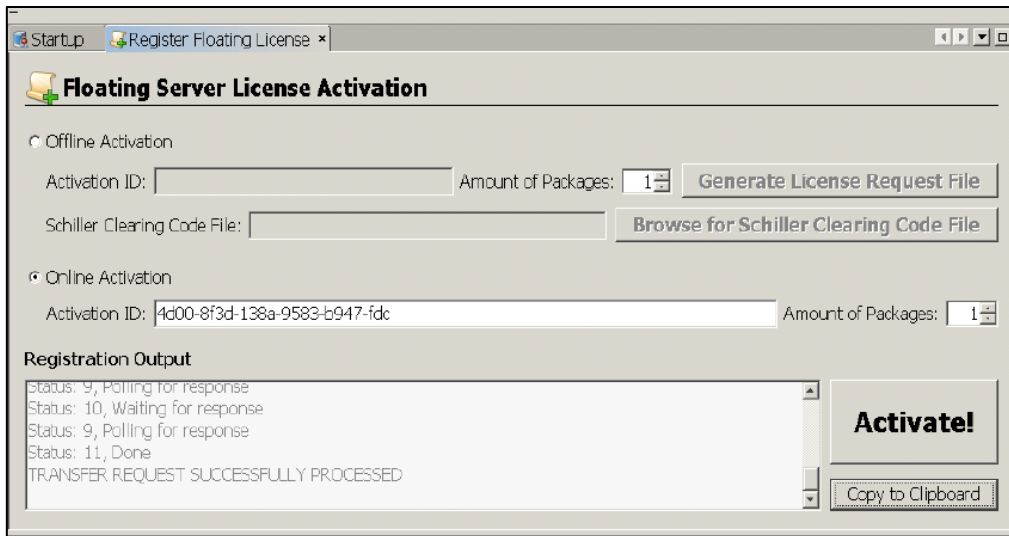 Startup Register Floating License
Floating Server License Activation
Offline Activation
Activation ID: Amount of Packages: 1 Generate License Request File
Schiller Clearing Code File: Browse for Schiller Clearing Code File
Online Activation
Activation ID: 4d00-8f3d-138a-9583-b947-fdc Amount of Packages: 1
Registration Output
Status: 9, Polling for response
Status: 10, Waiting for response
Status: 9, Polling for response
Status: 11, Done
TRANSFER REQUEST SUCCESSFULLY PROCESSED
Activate!
Copy to Clipboard